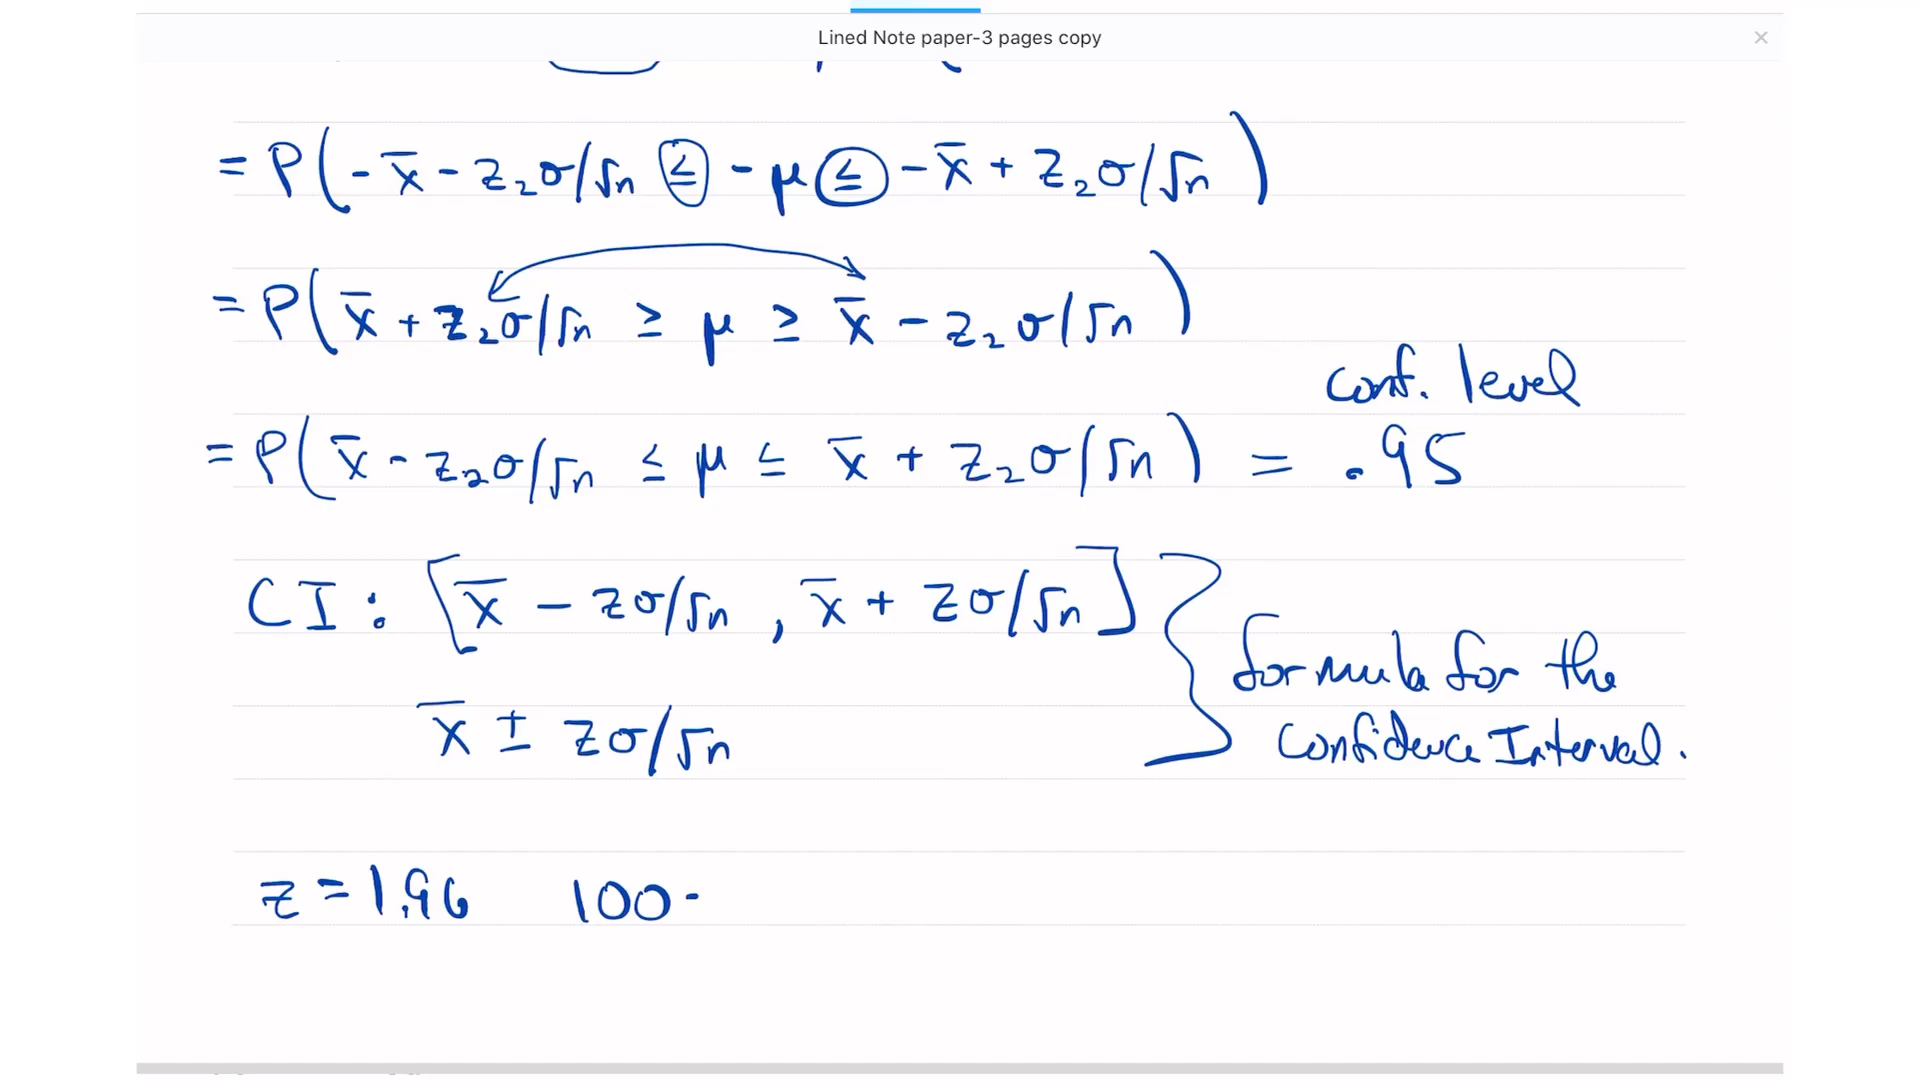 Lined Note paper-3 pages copy
= P(-x̄ - z₂σ/√n ≤ -μ ≤ -x̄ + z₂σ/√n)
= P(x̄ + z₂σ/√n ≥ μ ≥ x̄ - z₂σ/√n)
conf. level
= P(x̄ - z₂σ/√n ≤ μ ≤ x̄ + z₂σ/√n) = .95
CI: [x̄ - zσ/√n, x̄ + zσ/√n]
formula for the
x̄ ± zσ/√n
Confidence Interval.
z = 1.96 100-